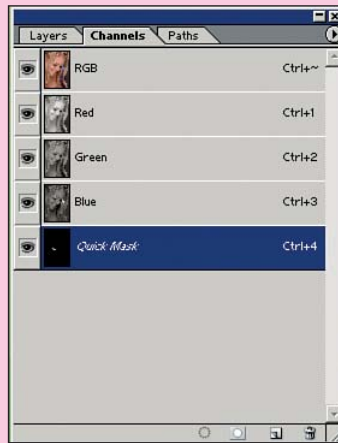 Layers Channels Paths
RGB Ctrl+~
Red Ctrl+1
Green Ctrl+2
Blue Ctrl+3
Quick Mask Ctrl+4